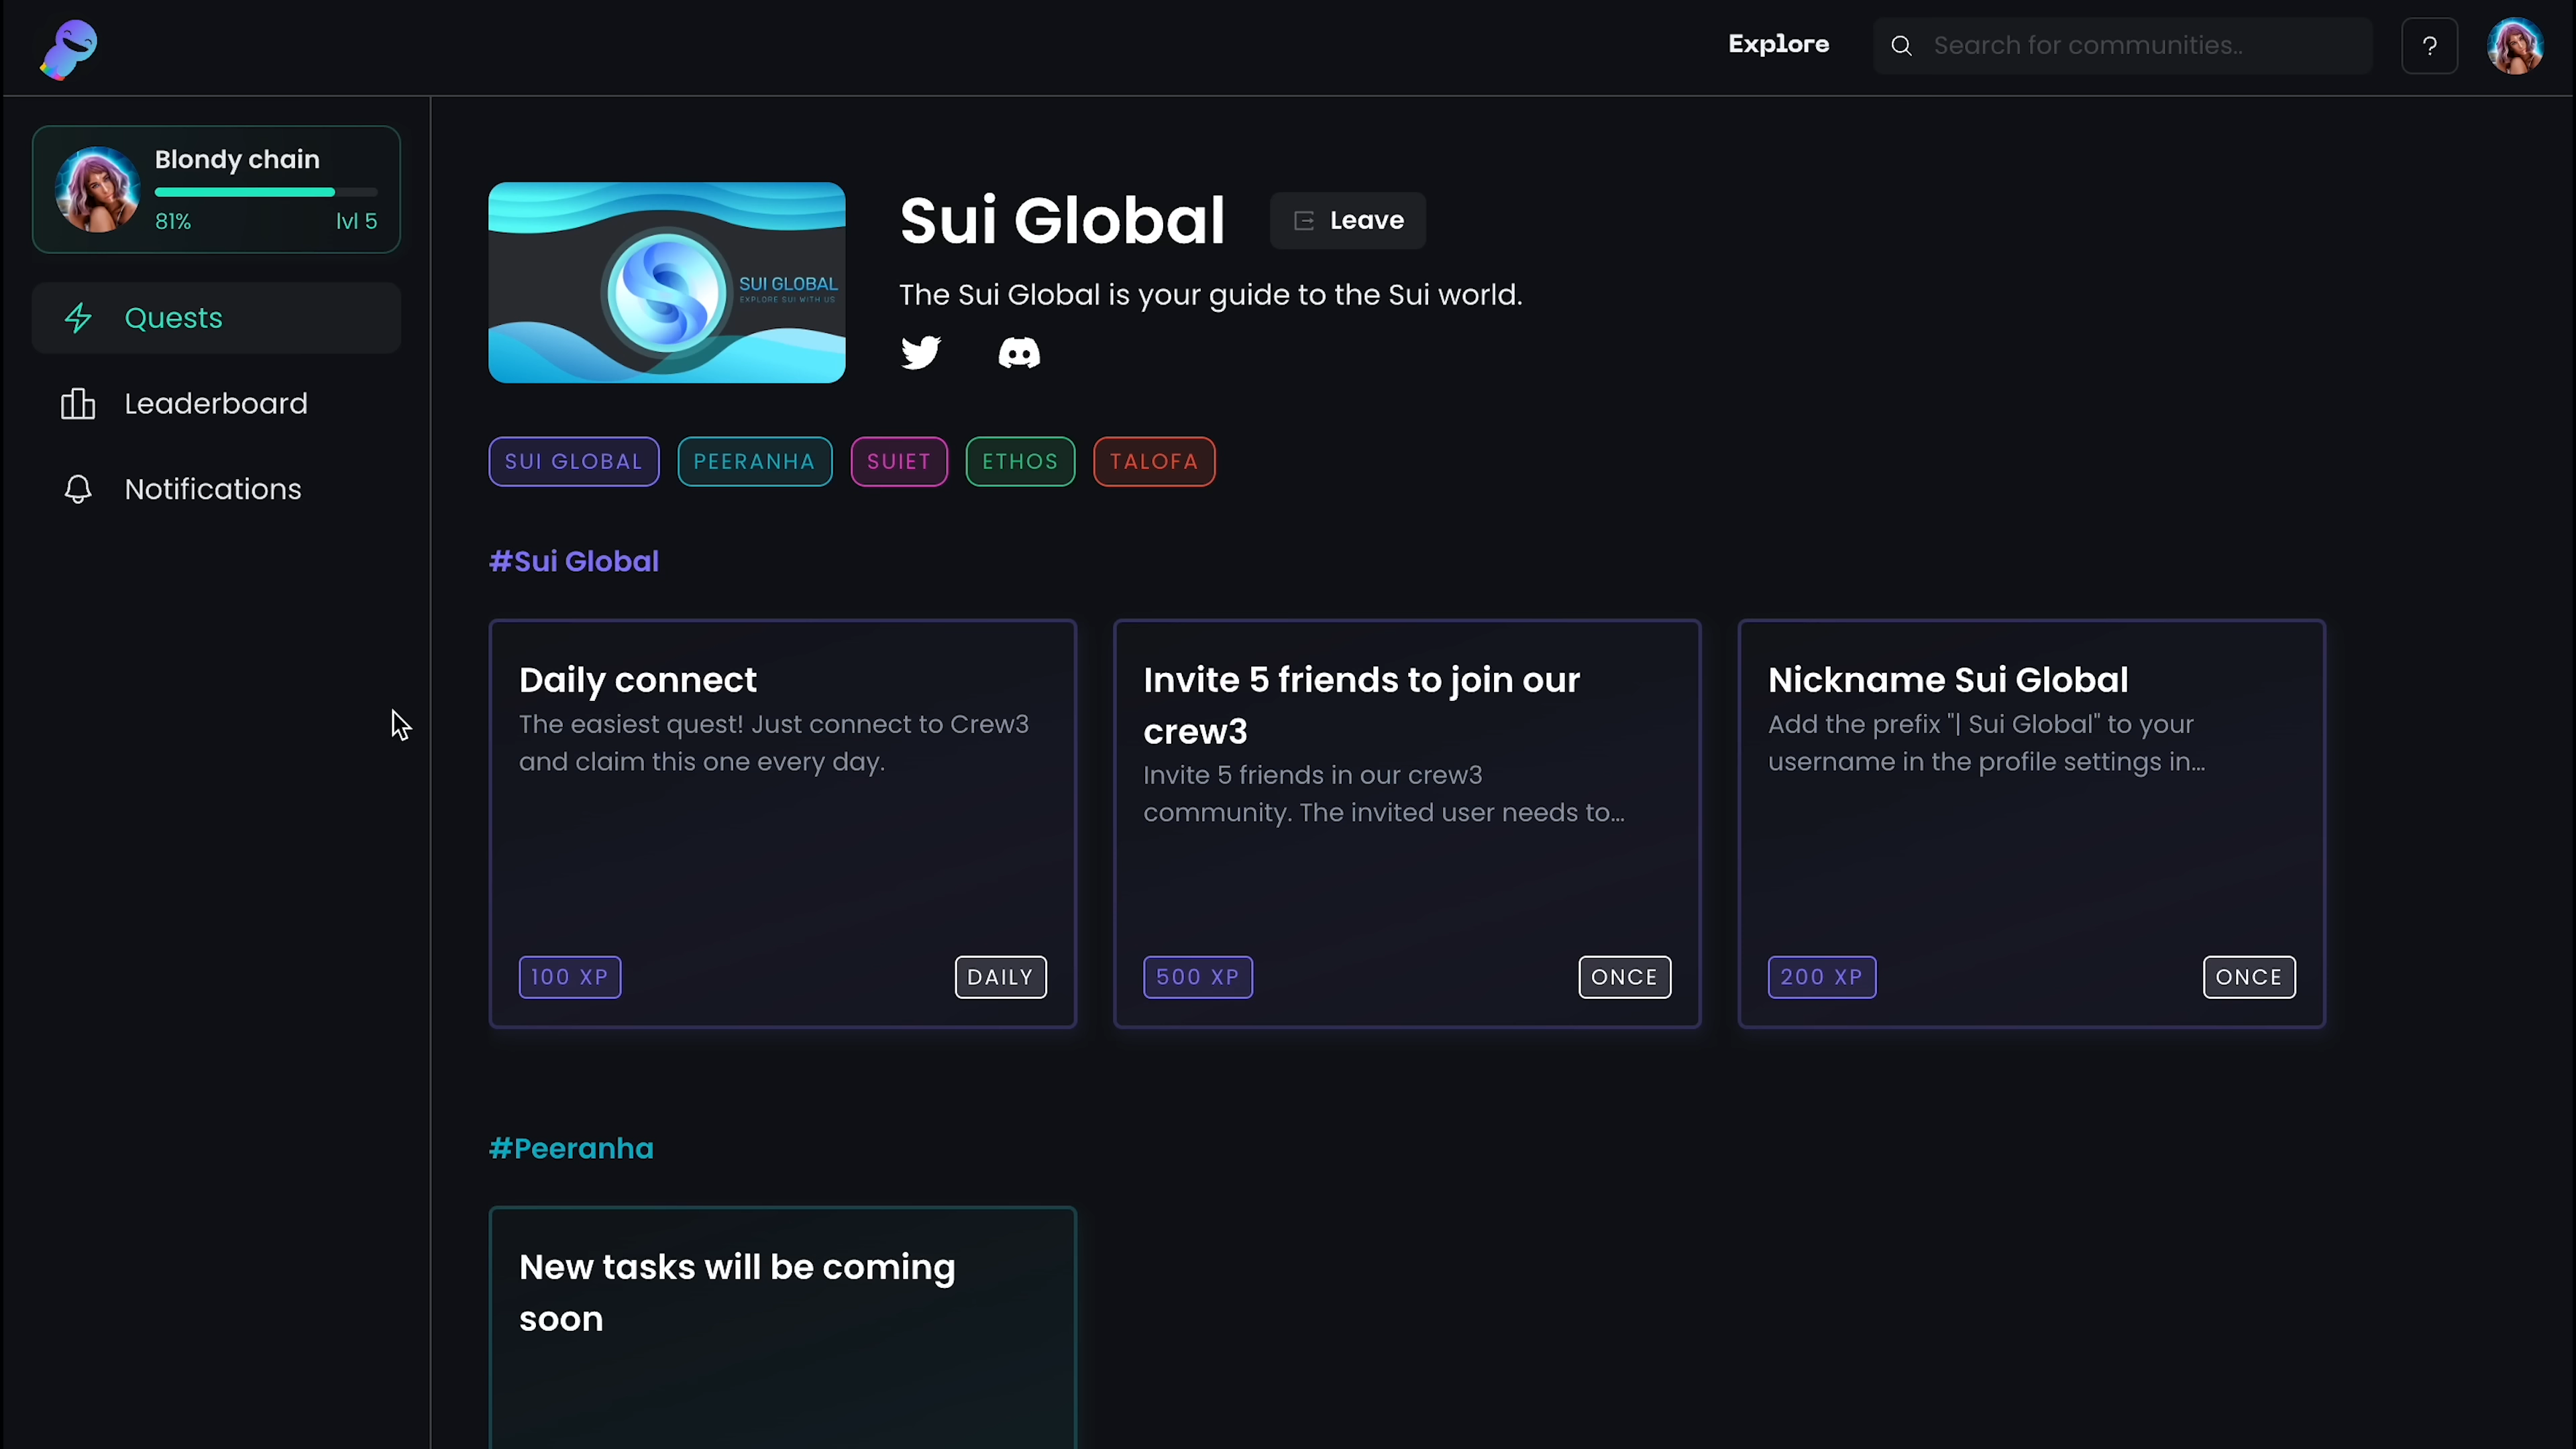 Explore
Search for communities..
?
Blondy chain
81%
lvl 5
Quests
Leaderboard
Notifications
SUI GLOBAL
EXPLORE SUI WITH US
Sui Global
Leave
The Sui Global is your guide to the Sui world.
SUI GLOBAL
PEERANHA
SUIET
ETHOS
TALOFA
#Sui Global
Daily connect
The easiest quest! Just connect to Crew3
and claim this one every day.
100 XP
DAILY
Invite 5 friends to join our
crew3
Invite 5 friends in our crew3
community. The invited user needs to...
500 XP
ONCE
Nickname Sui Global
Add the prefix "| Sui Global" to your
username in the profile settings in...
200 XP
ONCE
#Peeranha
New tasks will be coming
soon